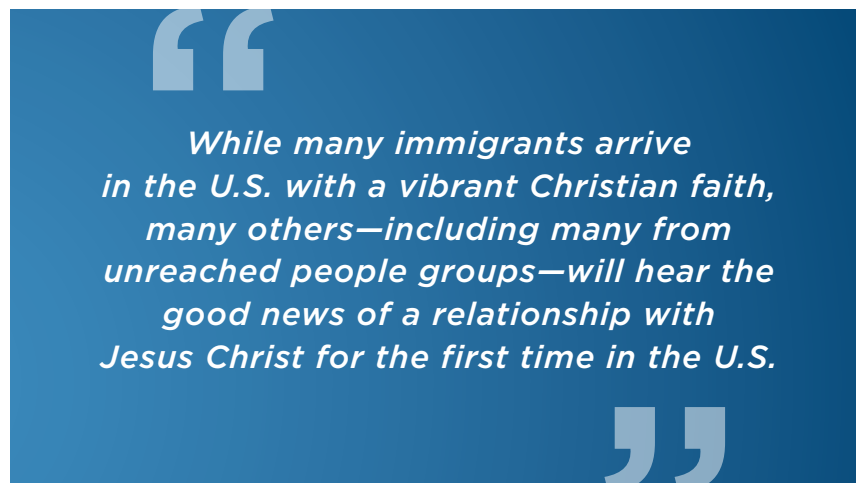 While many immigrants arrive
in the U.S. with a vibrant Christian faith,
many others—including many from
unreached people groups—will hear the
good news of a relationship with
Jesus Christ for the first time in the U.S.